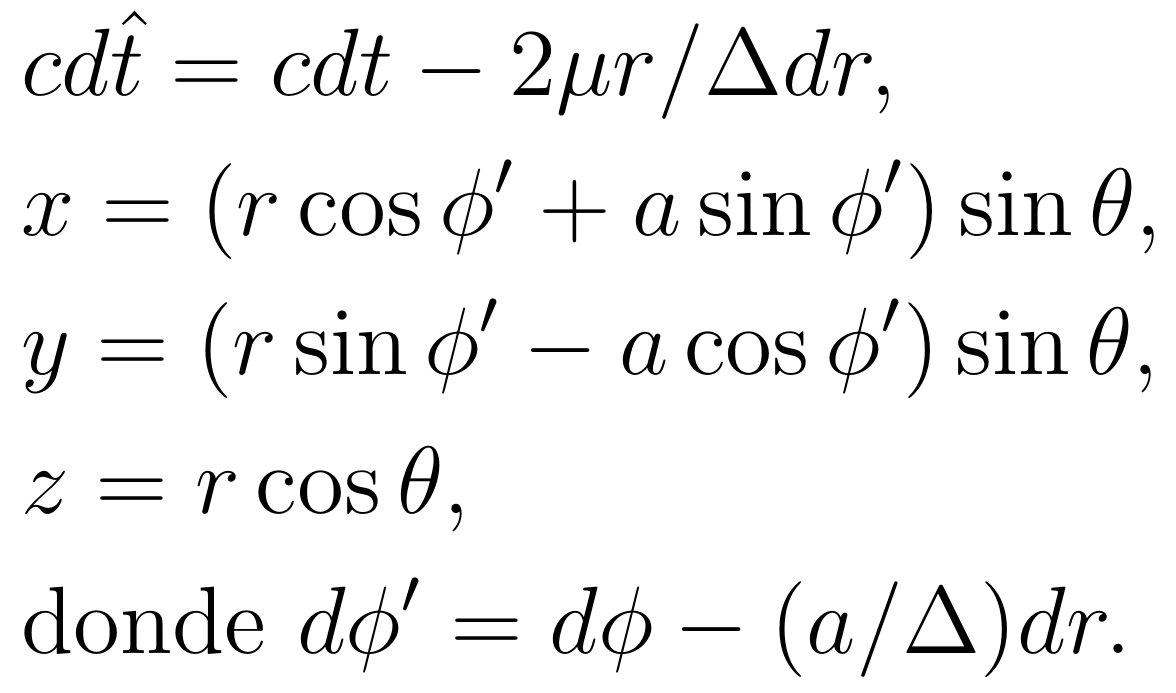 cdt̂ = cdt − 2μr/Δdr,
x = (r cos ϕ′ + a sin ϕ′) sin θ,
y = (r sin ϕ′ − a cos ϕ′) sin θ,
z = r cos θ,
donde dϕ′ = dϕ − (a/Δ)dr.